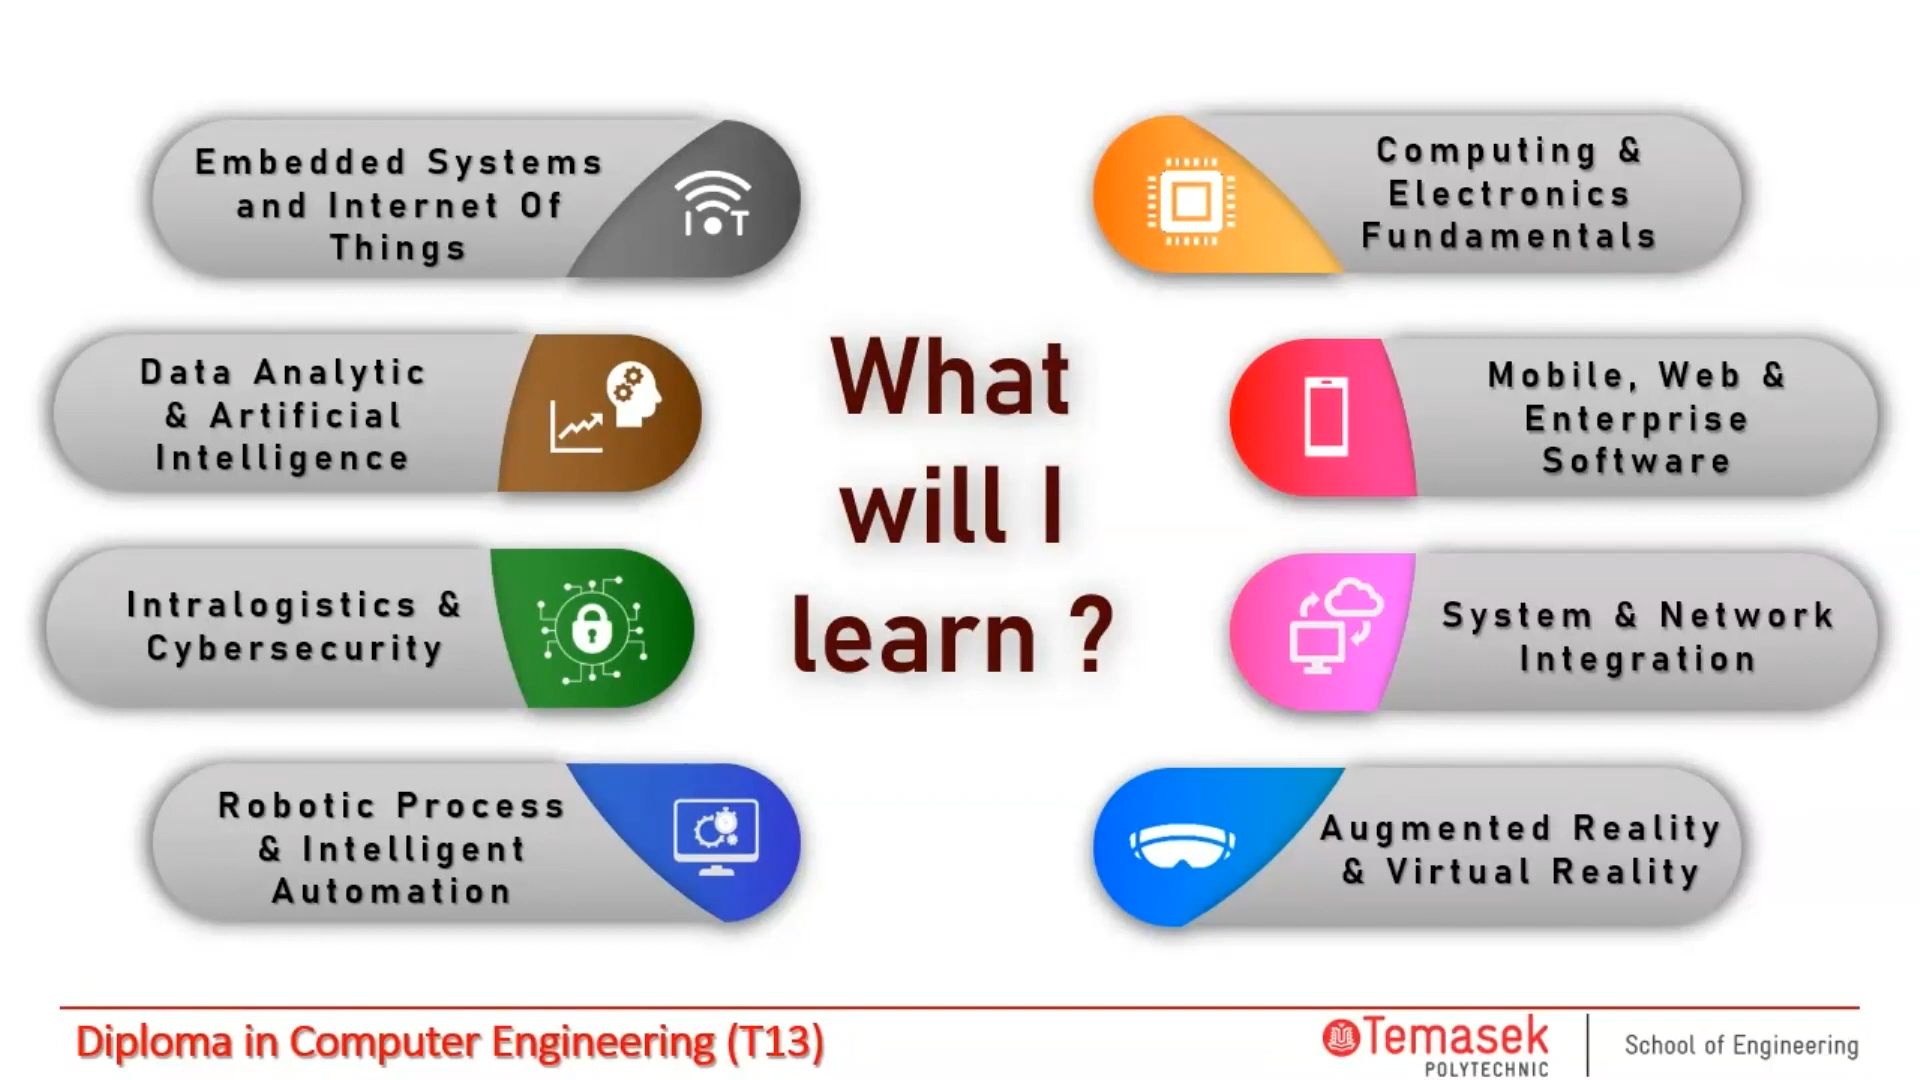 Embedded Systems
and Internet Of
Things
IoT
Data Analytic
& Artificial
Intelligence
Intralogistics &
Cybersecurity
Robotic Process
& Intelligent
Automation
What
will I
learn ?
Computing &
Electronics
Fundamentals
Mobile, Web &
Enterprise
Software
System & Network
Integration
Augmented Reality
& Virtual Reality
Diploma in Computer Engineering (T13)
Temasek
POLYTECHNIC
School of Engineering